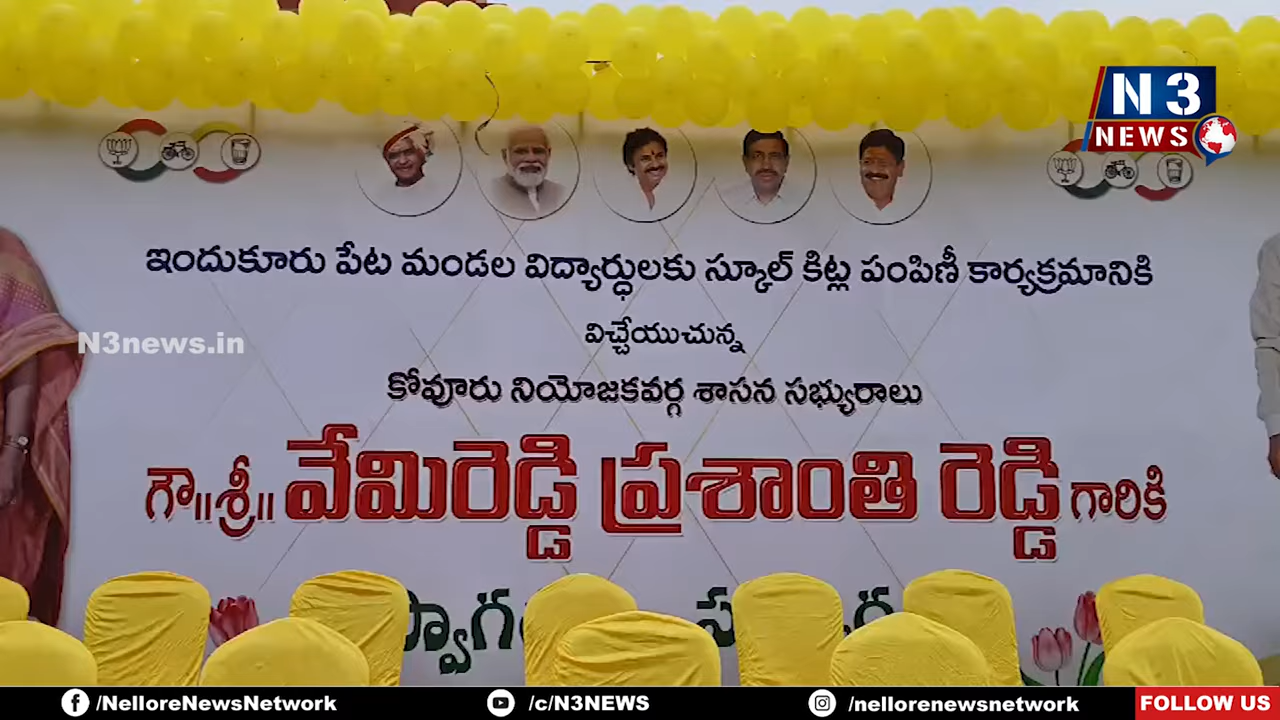 N3
NEWS
ఇందుకూరు పేట మండల విద్యార్ధులకు స్కూల్ కిట్ల పంపిణీ కార్యక్రమానికి
విచ్చేయుచున్న
N3news.in
కోవూరు నియోజకవర్గ శాసన సభ్యురాలు
గౌ॥శ్రీ॥ వేమిరెడ్డి ప్రశాంతి రెడ్డి గారికి
/NelloreNewsNetwork /c/N3NEWS /nellorenewsnetwork FOLLOW US